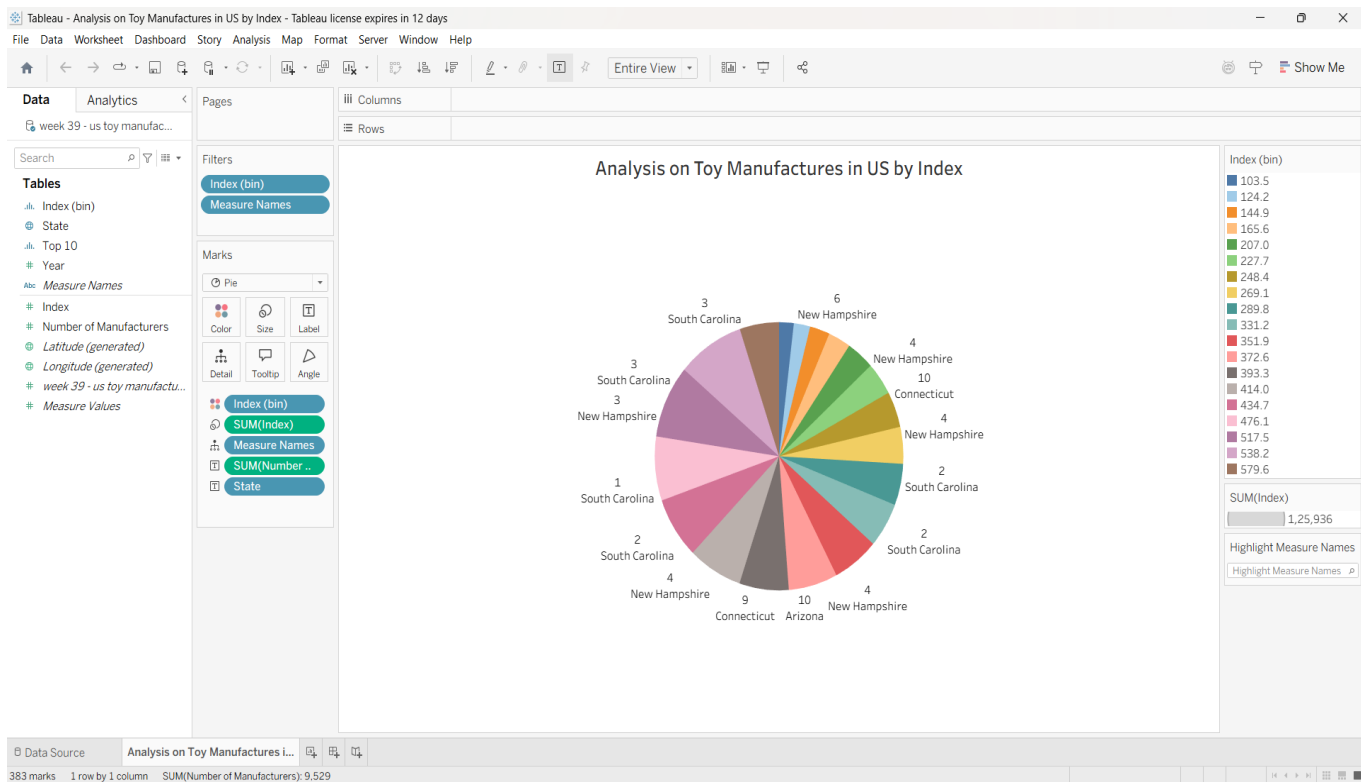 Tableau - Analysis on Toy Manufactures in US by Index - Tableau license expires in 12 days
File Data Worksheet Dashboard Story Analysis Map Format Server Window Help
Entire View
Show Me
Data Analytics
week 39 - us toy manufac...
Search
Tables
Index (bin)
State
Top 10
Year
Abc Measure Names
Index
Number of Manufacturers
Latitude (generated)
Longitude (generated)
week 39 - us toy manufactu...
Measure Values
Pages
Filters
Index (bin)
Measure Names
Marks
Pie
Color Size Label
Detail Tooltip Angle
Index (bin)
SUM(Index)
Measure Names
SUM(Number ..
State
Columns
Rows
Analysis on Toy Manufactures in US by Index
6
New Hampshire
4
New Hampshire
10
Connecticut
4
New Hampshire
2
South Carolina
2
South Carolina
4
New Hampshire
10
Arizona
9
Connecticut
4
New Hampshire
2
South Carolina
1
South Carolina
3
New Hampshire
3
South Carolina
3
South Carolina
Index (bin)
103.5
124.2
144.9
165.6
207.0
227.7
248.4
269.1
289.8
331.2
351.9
372.6
393.3
414.0
434.7
476.1
517.5
538.2
579.6
SUM(Index)
1,25,936
Highlight Measure Names
Highlight Measure Names
Data Source
Analysis on Toy Manufactures i...
383 marks 1 row by 1 column SUM(Number of Manufacturers): 9,529